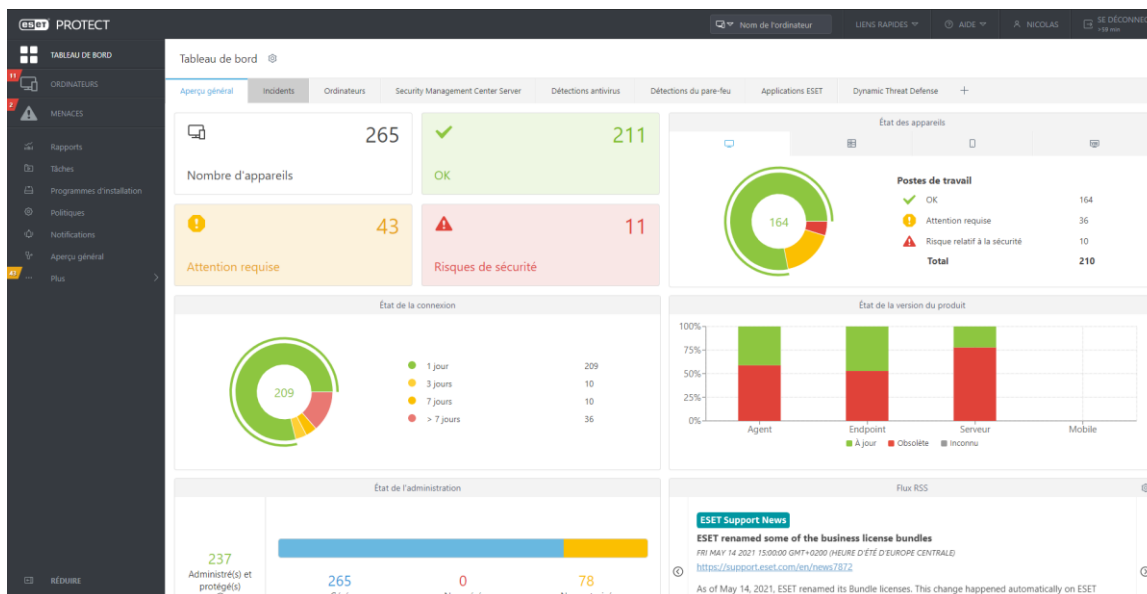 eset PROTECT
Nom de l'ordinateur
LIENS RAPIDES
AIDE
NICOLAS
SE DÉCONNEC
>59 min
TABLEAU DE BORD
11
ORDINATEURS
2
MENACES
Rapports
Tâches
Programmes d'installation
Politiques
Notifications
Aperçu général
Plus
RÉDUIRE
Tableau de bord
Aperçu général
Incidents
Ordinateurs
Security Management Center Server
Détections antivirus
Détections du pare-feu
Applications ESET
Dynamic Threat Defense
265
Nombre d'appareils
211
OK
43
Attention requise
11
Risques de sécurité
État des appareils
164
Postes de travail
OK 164
Attention requise 36
Risque relatif à la sécurité 10
Total 210
État de la connexion
209
1 jour 209
3 jours 10
7 jours 10
> 7 jours 36
État de la version du produit
100%
75%
50%
25%
0%
Agent
Endpoint
Serveur
Mobile
À jour
Obsolète
Inconnu
État de l'administration
237
Administré(s) et
protégé(s)
265
0
78
Flux RSS
ESET Support News
ESET renamed some of the business license bundles
FRI MAY 14 2021 15:00:00 GMT+0200 (HEURE D'ÉTÉ D'EUROPE CENTRALE)
https://support.eset.com/en/news7872
As of May 14, 2021, ESET renamed its Bundle licenses. This change happened automatically on ESET